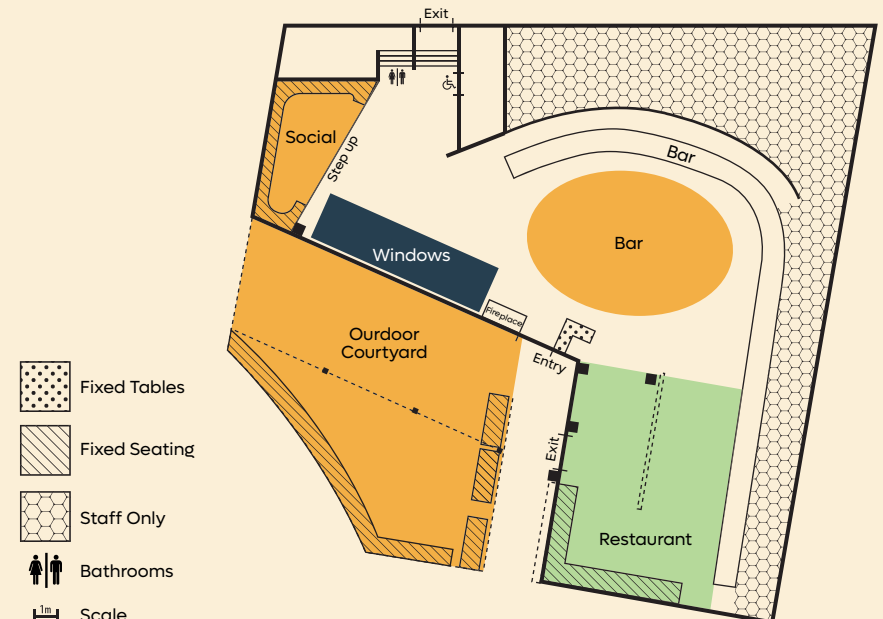 Exit
Social
Step up
Bar
Windows
Bar
Fireplace
Ourdoor
Courtyard
Entry
Exit
Restaurant
Fixed Tables
Fixed Seating
Staff Only
Bathrooms
1m
Scale